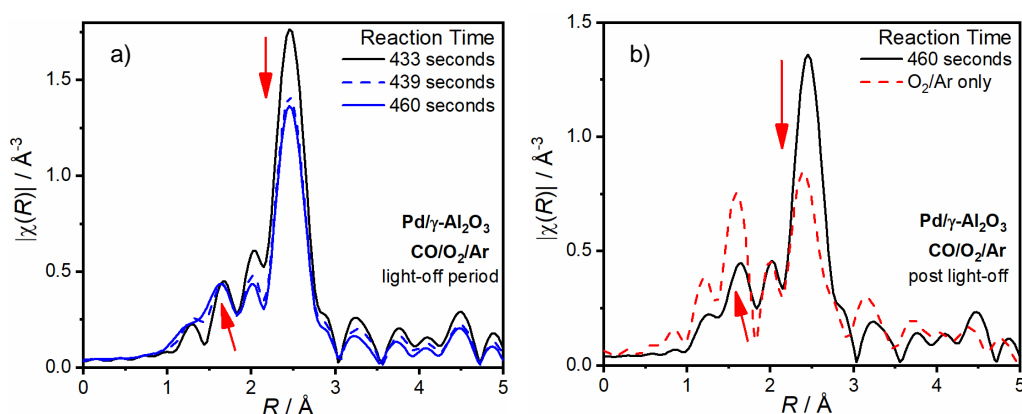 a)
Reaction Time
433 seconds
439 seconds
460 seconds
Pd/γ-Al₂O₃
CO/O₂/Ar
light-off period
|χ(R)| / Å⁻³
1.5
1.0
0.5
0.0
0 1 2 3 4 5
R / Å
b)
Reaction Time
460 seconds
O₂/Ar only
Pd/γ-Al₂O₃
CO/O₂/Ar
post light-off
|χ(R)| / Å⁻³
1.5
1.0
0.5
0.0
0 1 2 3 4 5
R / Å